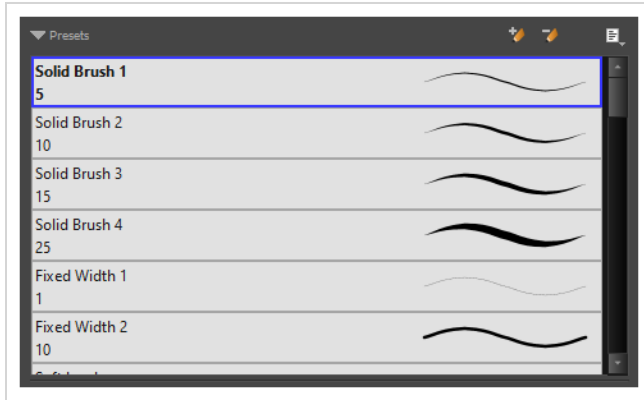 Presets
Solid Brush 1
5
Solid Brush 2
10
Solid Brush 3
15
Solid Brush 4
25
Fixed Width 1
1
Fixed Width 2
10